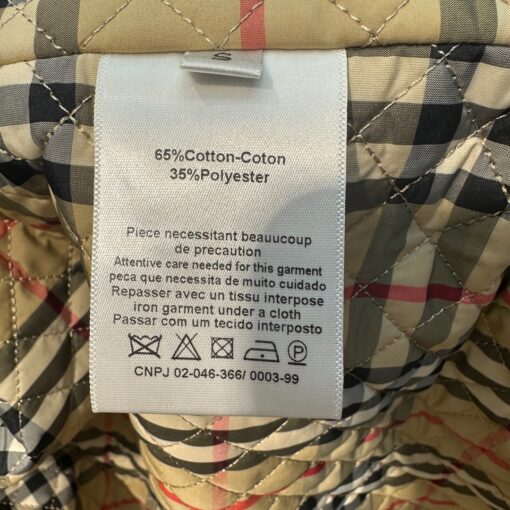 S
65%Cotton-Coton
35%Polyester
Piece necessitant beauucoup
de precaution
Attentive care needed for this garment
peca que necessita de muito cuidado
Repasser avec un tissu interpose
iron garment under a cloth
Passar com um tecido interposto
P
CNPJ 02-046-366/ 0003-99